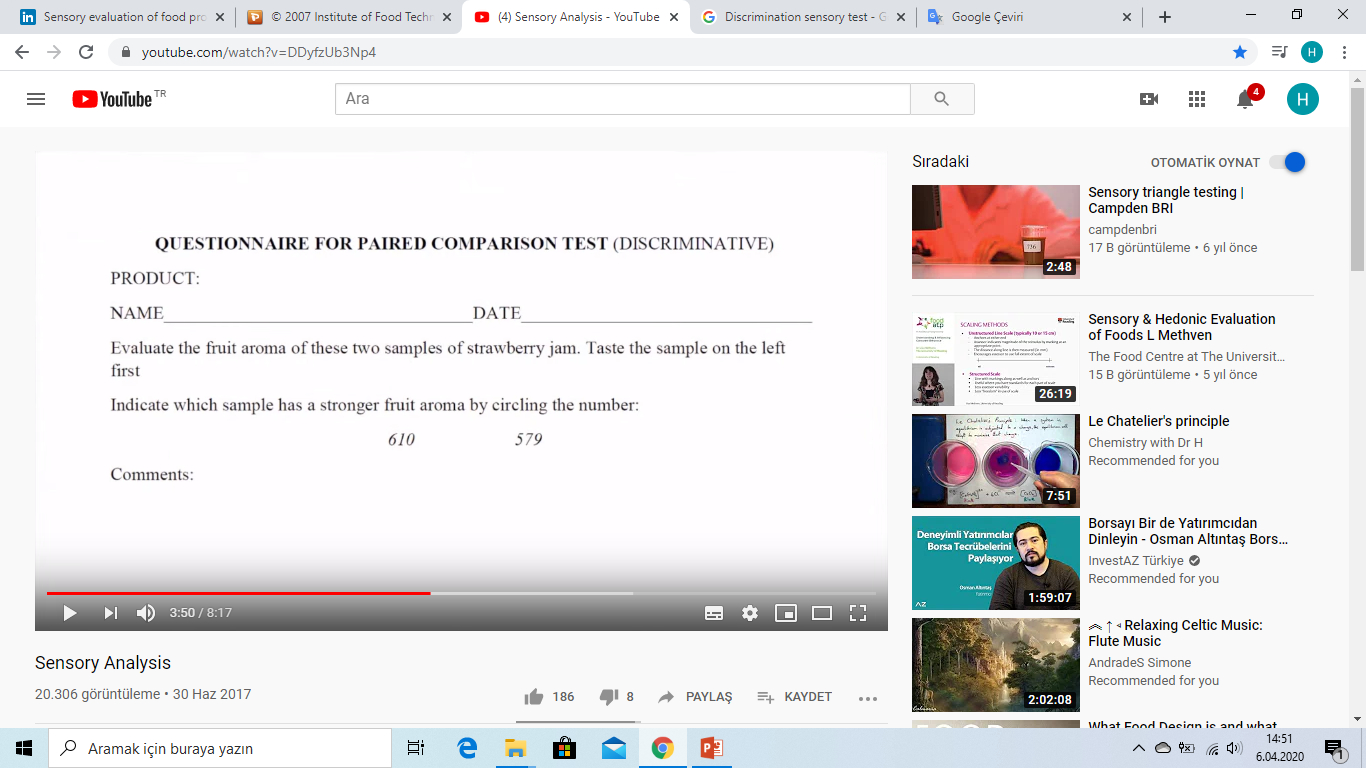 Sensory evaluation of food pro
© 2007 Institute of Food Techn
(4) Sensory Analysis - YouTube
Discrimination sensory test - G
Google Çeviri
youtube.com/watch?v=DDyfzUb3Np4
H
YouTube TR
Ara
4
H
QUESTIONNAIRE FOR PAIRED COMPARISON TEST (DISCRIMINATIVE)
PRODUCT:
NAME DATE
Evaluate the fruit aroma of these two samples of strawberry jam. Taste the sample on the left
first
Indicate which sample has a stronger fruit aroma by circling the number:
610 579
Comments:
3:50 / 8:17
Sensory Analysis
20.306 görüntüleme • 30 Haz 2017
186
8
PAYLAŞ
KAYDET
Sıradaki
OTOMATİK OYNAT
736
2:48
Sensory triangle testing |
Campden BRI
campdenbri
17 B görüntüleme • 6 yıl önce
SCALING METHODS
26:19
Sensory & Hedonic Evaluation
of Foods L Methven
The Food Centre at The Universit...
15 B görüntüleme • 5 yıl önce
7:51
Le Chatelier's principle
Chemistry with Dr H
Recommended for you
Deneyimli Yatırımcılar
Borsa Tecrübelerini
Paylaşıyor
Osman Altıntaş
AZ
1:59:07
Borsayı Bir de Yatırımcıdan
Dinleyin - Osman Altıntaş Bors...
InvestAZ Türkiye
Recommended for you
2:02:08
Relaxing Celtic Music:
Flute Music
AndradeS Simone
Recommended for you
What Food Design is and what
Aramak için buraya yazın
14:51
6.04.2020
1